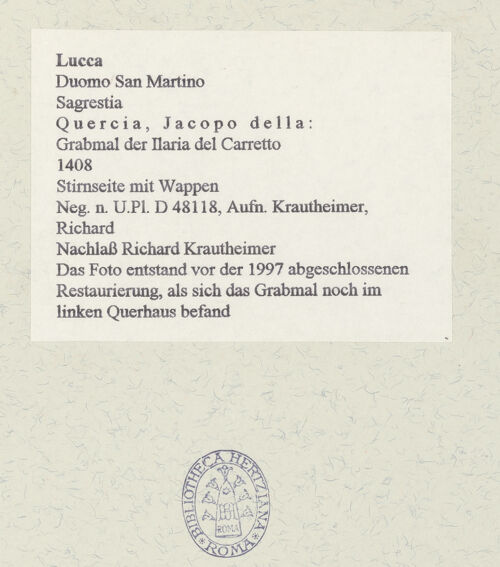 Lucca
Duomo San Martino
Sagrestia
Quercia, Jacopo della:
Grabmal der Ilaria del Carretto
1408
Stirnseite mit Wappen
Neg. n. U.Pl. D 48118, Aufn. Krautheimer,
Richard
Nachlaß Richard Krautheimer
Das Foto entstand vor der 1997 abgeschlossenen
Restaurierung, als sich das Grabmal noch im
linken Querhaus befand
BIBLIOTHECA HERTZIANA
ROMA
ROMA